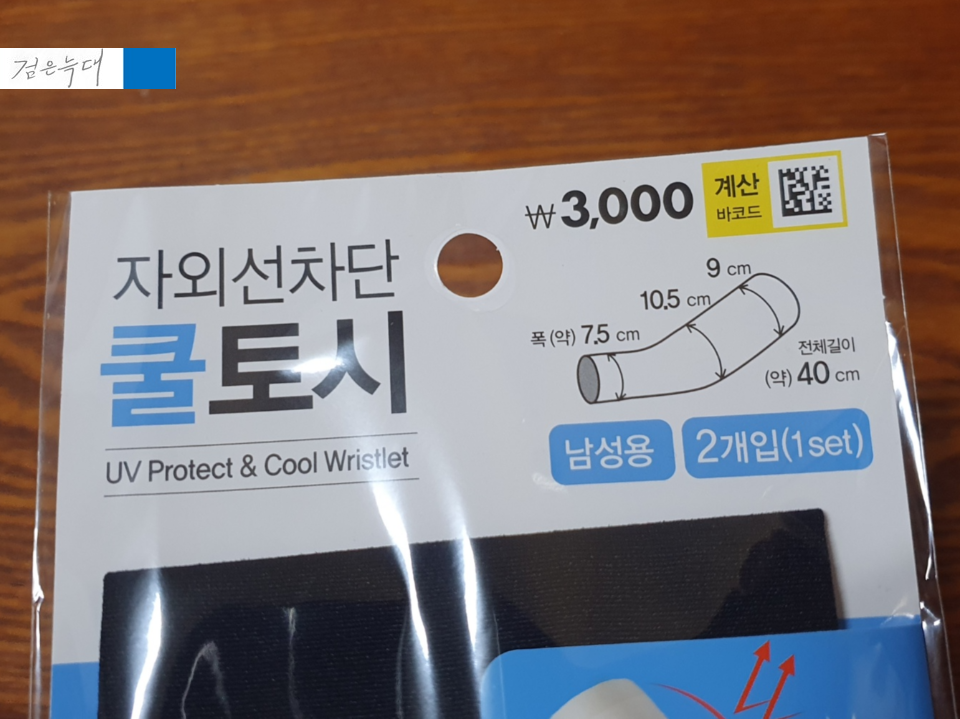 검은늑대
₩3,000
계산
바코드
자외선차단
쿨토시
UV Protect & Cool Wristlet
9 cm
10.5 cm
폭(약) 7.5 cm
전체길이
(약) 40 cm
남성용
2개입(1set)